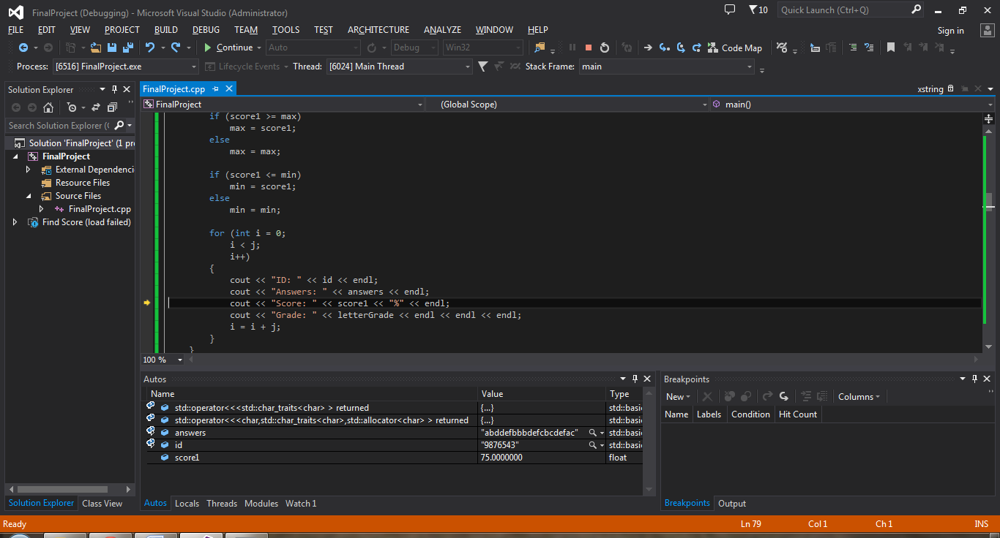 FinalProject (Debugging) - Microsoft Visual Studio (Administrator)
10
Quick Launch (Ctrl+Q)
FILE EDIT VIEW PROJECT BUILD DEBUG TEAM TOOLS TEST ARCHITECTURE ANALYZE WINDOW HELP
Sign in
Continue Auto Debug Win32 Code Map
Process: [6516] FinalProject.exe Lifecycle Events Thread: [6024] Main Thread Stack Frame: main
Solution Explorer
Search Solution Explorer (
Solution 'FinalProject' (1 pr
FinalProject
External Dependenci
Resource Files
Source Files
FinalProject.cpp
Find Score (load failed)
Solution Explorer Class View
FinalProject.cpp
xstring
FinalProject (Global Scope) main()
if (score1 >= max)
max = score1;
else
max = max;
if (score1 <= min)
min = score1;
else
min = min;
for (int i = 0;
i < j;
i++)
{
cout << "ID: " << id << endl;
cout << "Answers: " << answers << endl;
cout << "Score: " << score1 << "%" << endl;
cout << "Grade: " << letterGrade << endl << endl << endl;
i = i + j;
}
}
100 %
Autos
Name Value Type
std::operator<<<std::char_traits<char> > returned {...} std::basic
std::operator<<<char,std::char_traits<char>,std::allocator<char> > returned {...} std::basic
answers "abddefbbbdefcbcdefac" std::basic
id "9876543" std::basic
score1 75.0000000 float
Autos Locals Threads Modules Watch 1
Breakpoints
New Columns
Name Labels Condition Hit Count
Breakpoints Output
Ready Ln 79 Col 1 Ch 1 INS